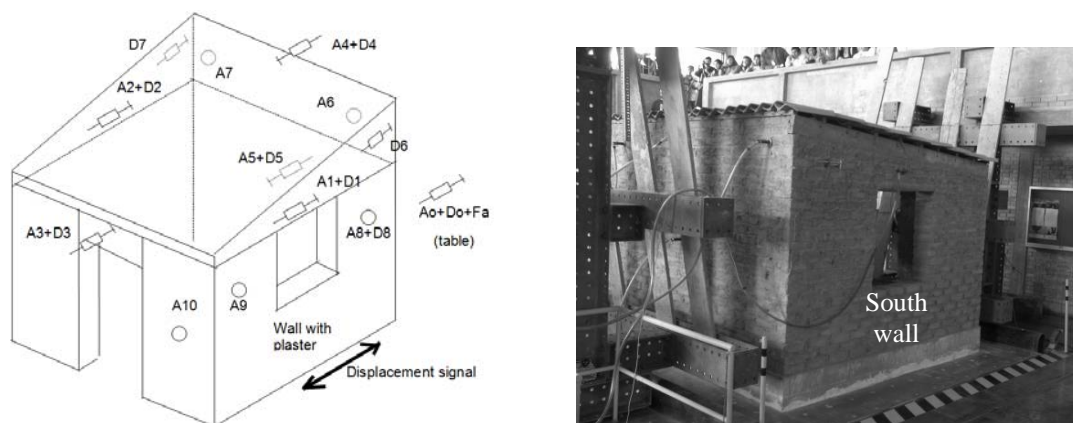 D7
A4+D4
A7
A2+D2
A6
D6
A5+D5
A1+D1
Ao+Do+Fa
(table)
A3+D3
A8+D8
A9
A10
Wall with
plaster
Displacement signal
South
wall